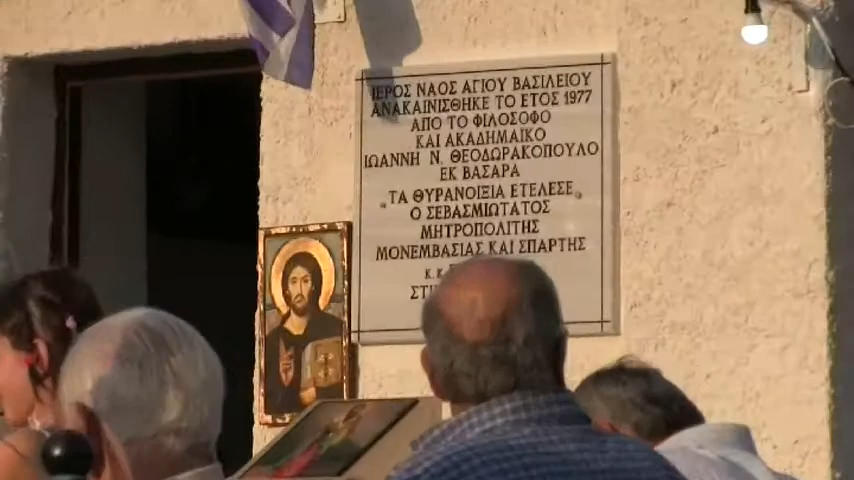 ΙΕΡΟΣ ΝΑΟΣ ΑΓΙΟΥ ΒΑΣΙΛΕΙΟΥ
ΑΝΑΚΑΙΝΙΣΘΗΚΕ ΤΟ ΕΤΟΣ 1977
ΑΠΟ ΤΟ ΦΙΛΟΣΟΦΟ
ΚΑΙ ΑΚΑΔΗΜΑΙΚΟ
ΙΩΑΝΝΗ Ν. ΘΕΟΔΩΡΑΚΟΠΟΥΛΟ
ΕΚ ΒΑΣΑΡΑ
"ΤΑ ΘΥΡΑΝΟΙΞΙΑ ΕΤΕΛΕΣΕ"
Ο ΣΕΒΑΣΜΙΩΤΑΤΟΣ
ΜΗΤΡΟΠΟΛΙΤΗΣ
ΜΟΝΕΜΒΑΣΙΑΣ ΚΑΙ ΣΠΑΡΤΗΣ
Κ.Κ.